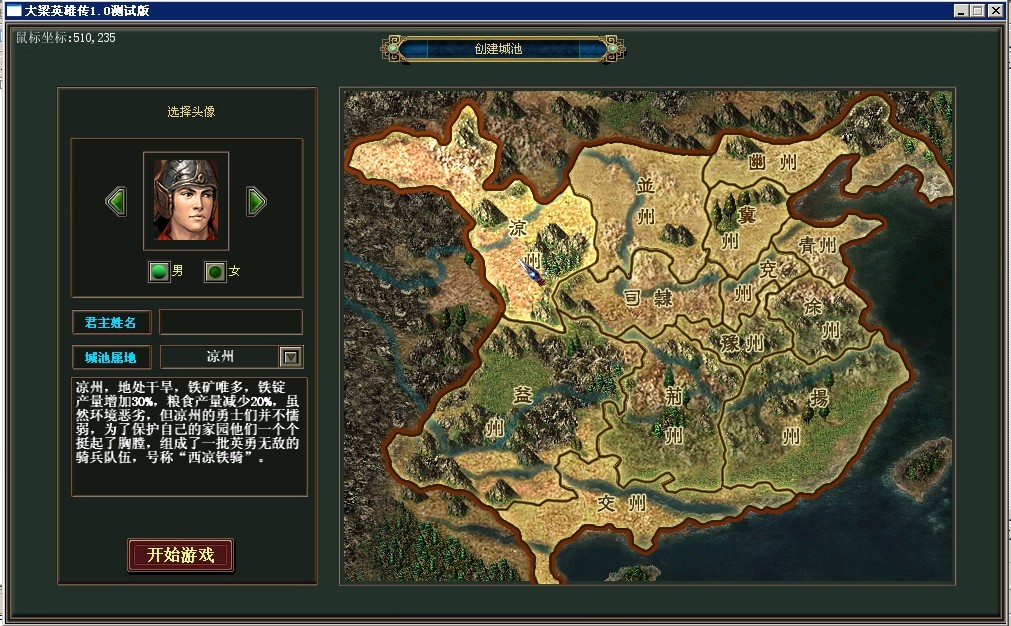 大梁英雄传1.0测试版
鼠标坐标:510,235
创建城池
选择头像
男
女
君主姓名
城池属地
凉州
凉州，地处干旱，铁矿唯多，铁锭
产量增加30%，粮食产量减少20%，虽
然环境恶劣，但凉州的勇士们并不懦
弱，为了保护自己的家园他们一个个
挺起了胸膛，组成了一批英勇无敌的
骑兵队伍，号称“西凉铁骑”。
开始游戏
幽州
並州
冀州
凉州
青州
兖州
司隸
徐州
豫州
益州
荊州
揚州
交州